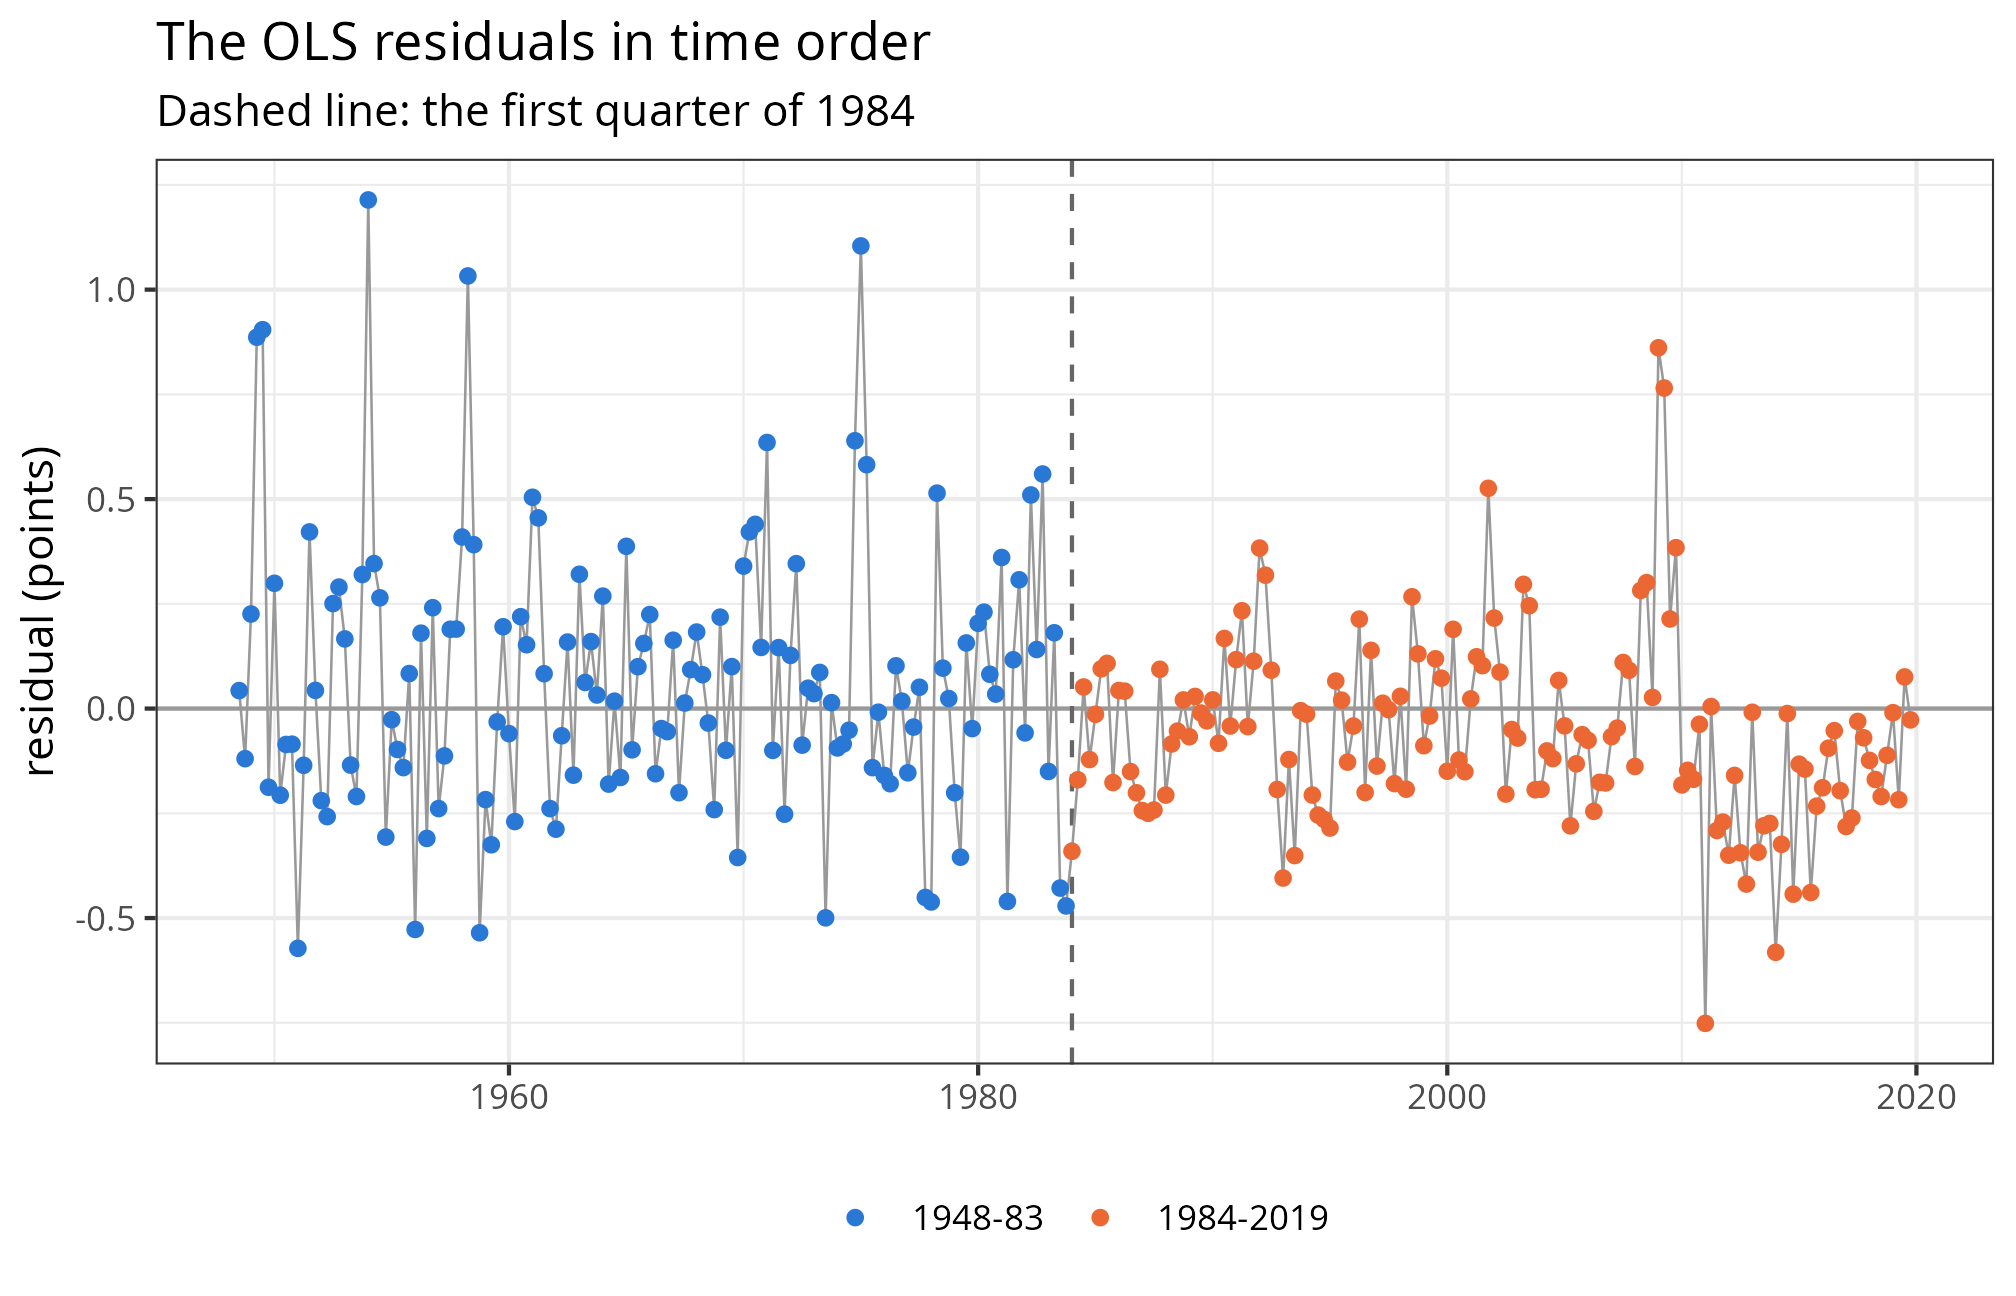 The OLS residuals in time order
Dashed line: the first quarter of 1984
residual (points)
1.0
0.5
0.0
-0.5
1960 1980 2000 2020
1948-83 1984-2019